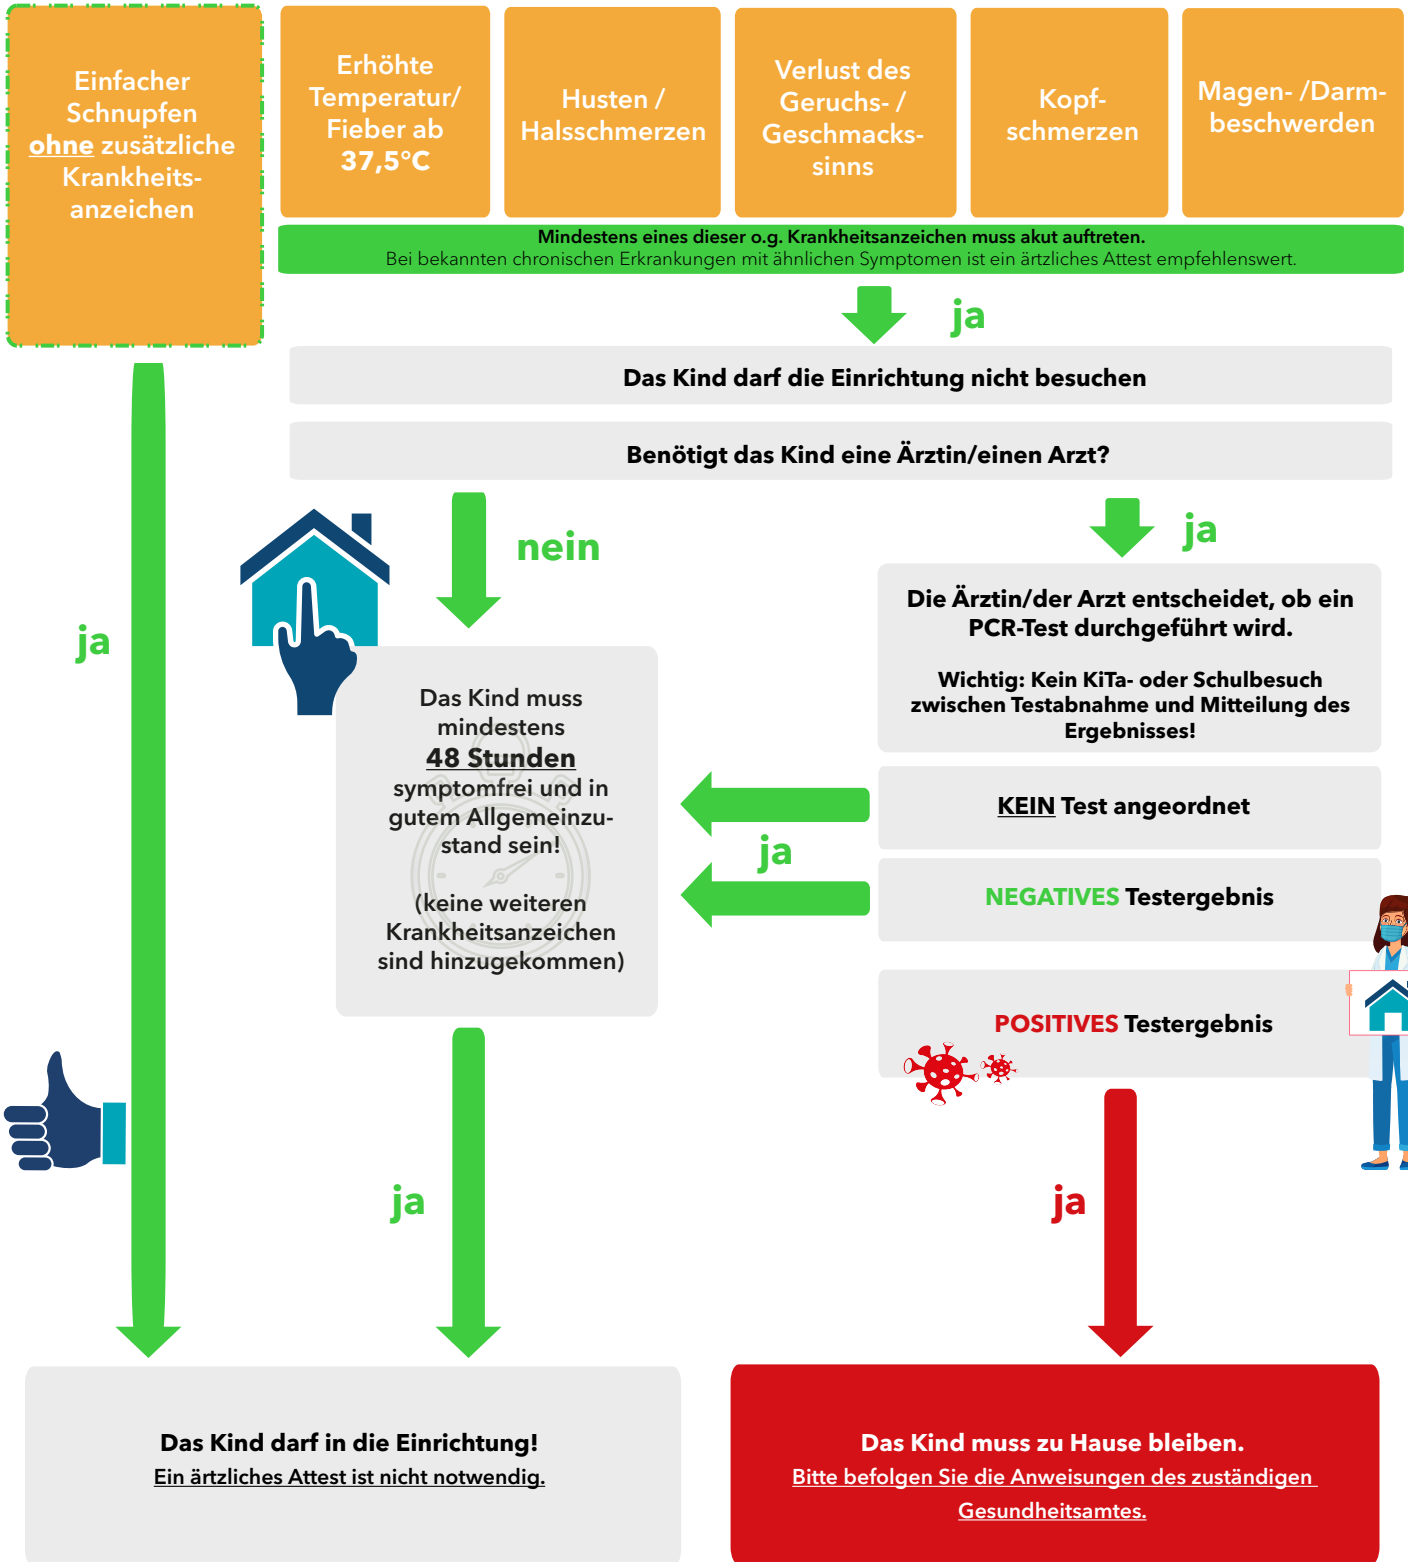 Einfacher
Schnupfen
ohne zusätzliche
Krankheits-
anzeichen
Erhöhte
Temperatur/
Fieber ab
37,5°C
Husten /
Halsschmerzen
Verlust des
Geruchs- /
Geschmacks-
sinns
Kopf-
schmerzen
Magen- /Darm-
beschwerden
Mindestens eines dieser o.g. Krankheitsanzeichen muss akut auftreten.
Bei bekannten chronischen Erkrankungen mit ähnlichen Symptomen ist ein ärtzliches Attest empfehlenswert.
ja
Das Kind darf die Einrichtung nicht besuchen
Benötigt das Kind eine Ärztin/einen Arzt?
nein
ja
ja
Die Ärztin/der Arzt entscheidet, ob ein
PCR-Test durchgeführt wird.
Wichtig: Kein KiTa- oder Schulbesuch
zwischen Testabnahme und Mitteilung des
Ergebnisses!
Das Kind muss
mindestens
48 Stunden
symptomfrei und in
gutem Allgemeinzu-
stand sein!
(keine weiteren
Krankheitsanzeichen
sind hinzugekommen)
KEIN Test angeordnet
ja
NEGATIVES Testergebnis
POSITIVES Testergebnis
ja
ja
Das Kind darf in die Einrichtung!
Ein ärtzliches Attest ist nicht notwendig.
Das Kind muss zu Hause bleiben.
Bitte befolgen Sie die Anweisungen des zuständigen
Gesundheitsamtes.